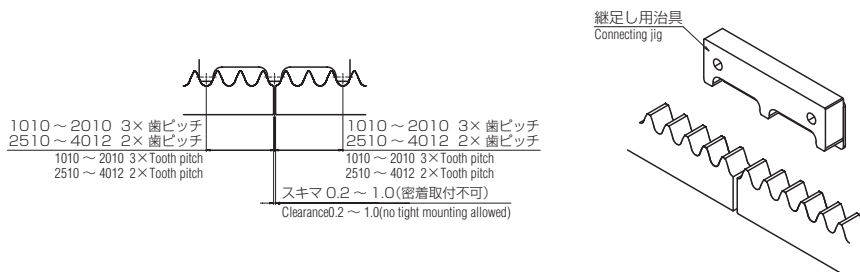 継足し用治具
Connecting jig
1010～2010 3×歯ピッチ
2510～4012 2×歯ピッチ
1010～2010 3×Tooth pitch
2510～4012 2×Tooth pitch
1010～2010 3×歯ピッチ
2510～4012 2×歯ピッチ
1010～2010 3×Tooth pitch
2510～4012 2×Tooth pitch
スキマ 0.2～1.0(密着取付不可)
Clearance0.2～1.0(no tight mounting allowed)